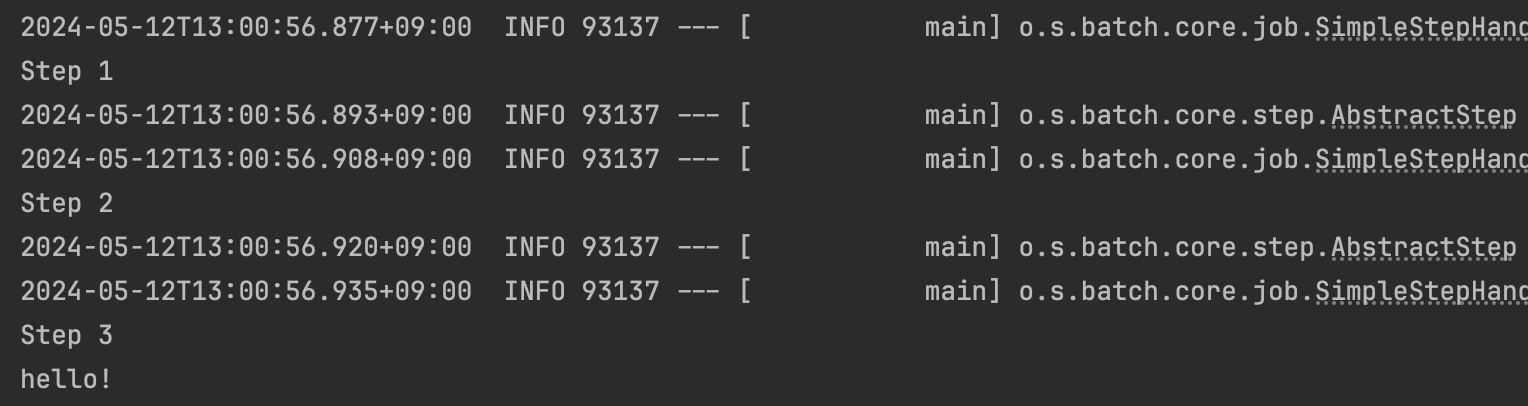 2024-05-12T13:00:56.877+09:00  INFO 93137 --- [           main] o.s.batch.core.job.SimpleStepHand
Step 1
2024-05-12T13:00:56.893+09:00  INFO 93137 --- [           main] o.s.batch.core.step.AbstractStep
2024-05-12T13:00:56.908+09:00  INFO 93137 --- [           main] o.s.batch.core.job.SimpleStepHand
Step 2
2024-05-12T13:00:56.920+09:00  INFO 93137 --- [           main] o.s.batch.core.step.AbstractStep
2024-05-12T13:00:56.935+09:00  INFO 93137 --- [           main] o.s.batch.core.job.SimpleStepHand
Step 3
hello!